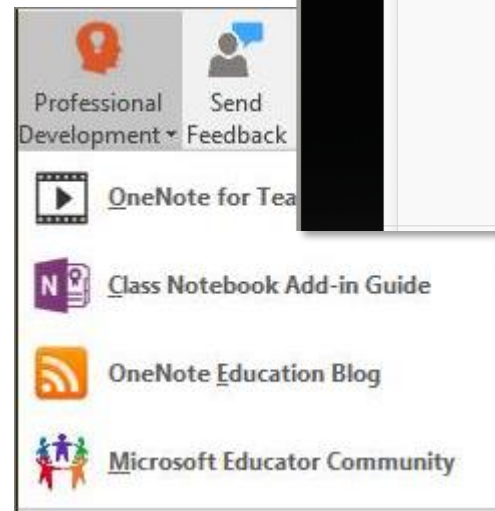 Professional Development
Send Feedback
OneNote for Tea
N
Class Notebook Add-in Guide
OneNote Education Blog
Microsoft Educator Community